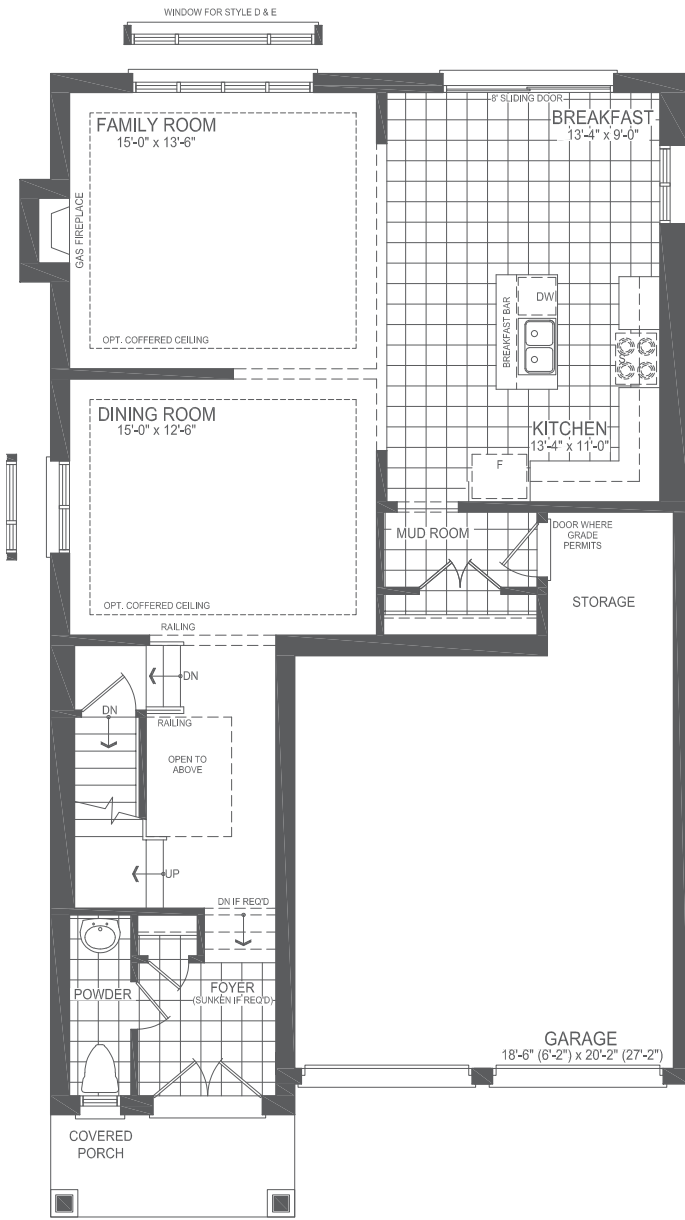 WINDOW FOR STYLE D & E
8' SLIDING DOOR
FAMILY ROOM
15'-0" x 13'-6"
BREAKFAST
13'-4" x 9'-0"
GAS FIREPLACE
DW
BREAKFAST BAR
OPT. COFFERED CEILING
DINING ROOM
15'-0" x 12'-6"
KITCHEN
13'-4" x 11'-0"
F
MUD ROOM
DOOR WHERE
GRADE
PERMITS
STORAGE
OPT. COFFERED CEILING
RAILING
DN
DN
RAILING
OPEN TO
ABOVE
UP
DN IF REQ'D
POWDER
FOYER
(SUNKEN IF REQ'D)
GARAGE
18'-6" (6'-2") x 20'-2" (27'-2")
COVERED
PORCH